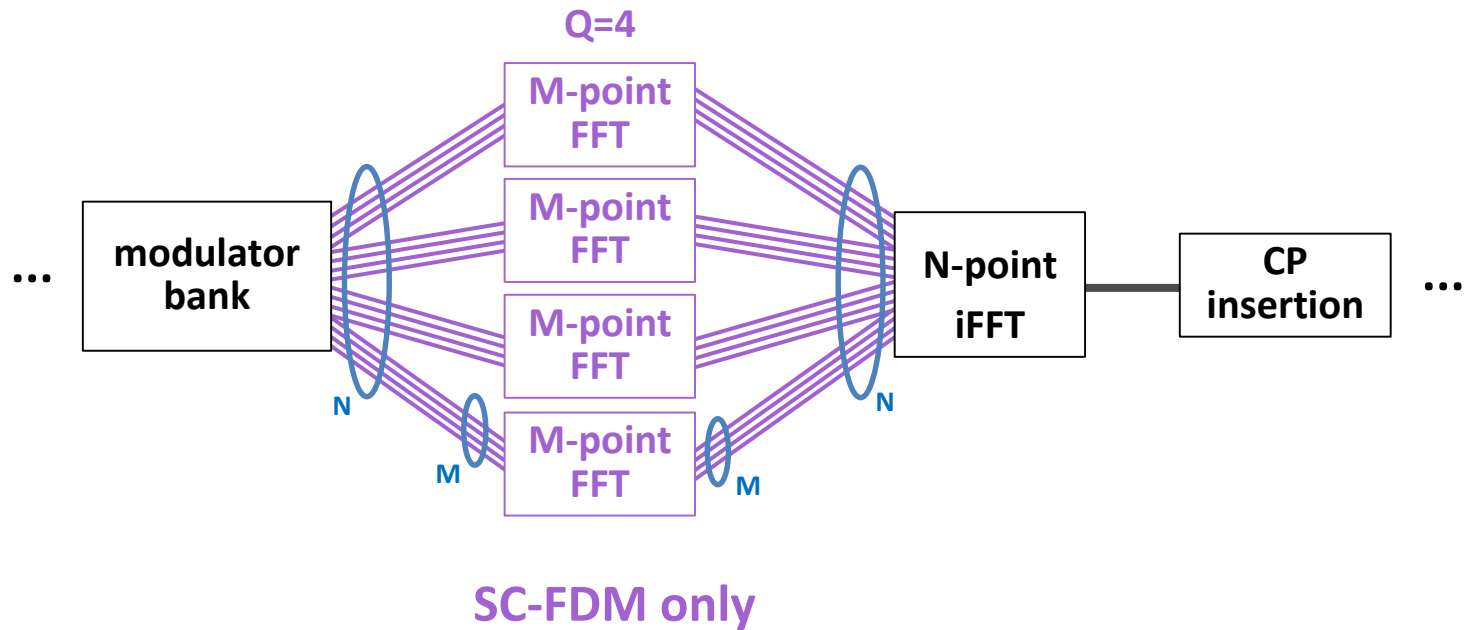 Q=4
M-point
FFT
M-point
FFT
M-point
FFT
M-point
FFT
...
modulator
bank
N
M
N
M
N-point
iFFT
CP
insertion
...
SC-FDM only